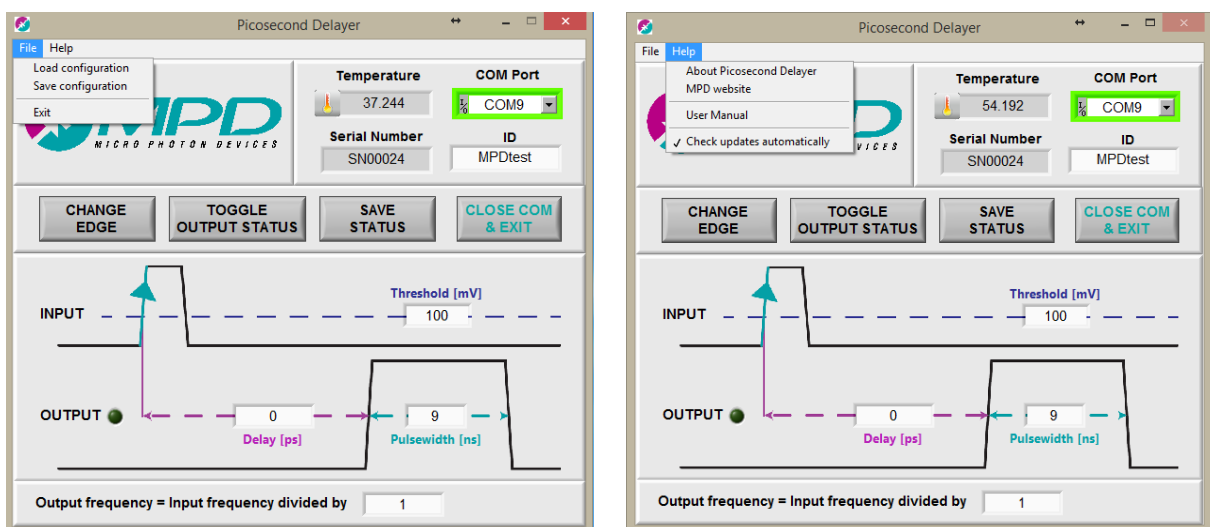 Picosecond Delayer
File Help
Load configuration
Save configuration
Exit
MPD
MICRO PHOTON DEVICES
Temperature
37.244
COM Port
COM9
Serial Number
SN00024
ID
MPDtest
CHANGE EDGE
TOGGLE OUTPUT STATUS
SAVE STATUS
CLOSE COM & EXIT
INPUT
Threshold [mV]
100
OUTPUT
0
Delay [ps]
9
Pulsewidth [ns]
Output frequency = Input frequency divided by 1
Picosecond Delayer
File Help
About Picosecond Delayer
MPD website
User Manual
✓ Check updates automatically
D
VICES
Temperature
54.192
COM Port
COM9
Serial Number
SN00024
ID
MPDtest
CHANGE EDGE
TOGGLE OUTPUT STATUS
SAVE STATUS
CLOSE COM & EXIT
INPUT
Threshold [mV]
100
OUTPUT
0
Delay [ps]
9
Pulsewidth [ns]
Output frequency = Input frequency divided by 1